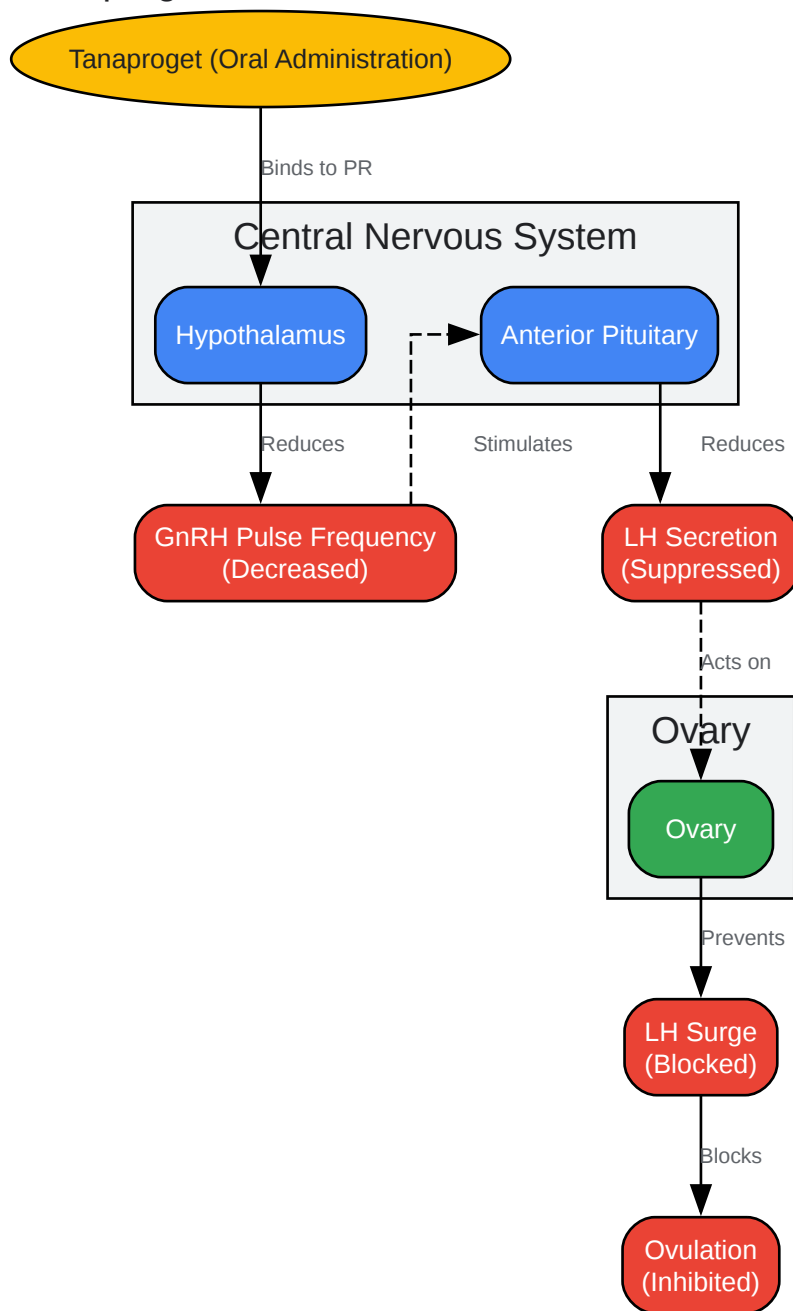 Tanaproget (Oral Administration)
Binds to PR
Central Nervous System
Hypothalamus
Anterior Pituitary
Reduces
Stimulates
Reduces
GnRH Pulse Frequency
(Decreased)
LH Secretion
(Suppressed)
Acts on
Ovary
Ovary
Prevents
LH Surge
(Blocked)
Blocks
Ovulation
(Inhibited)